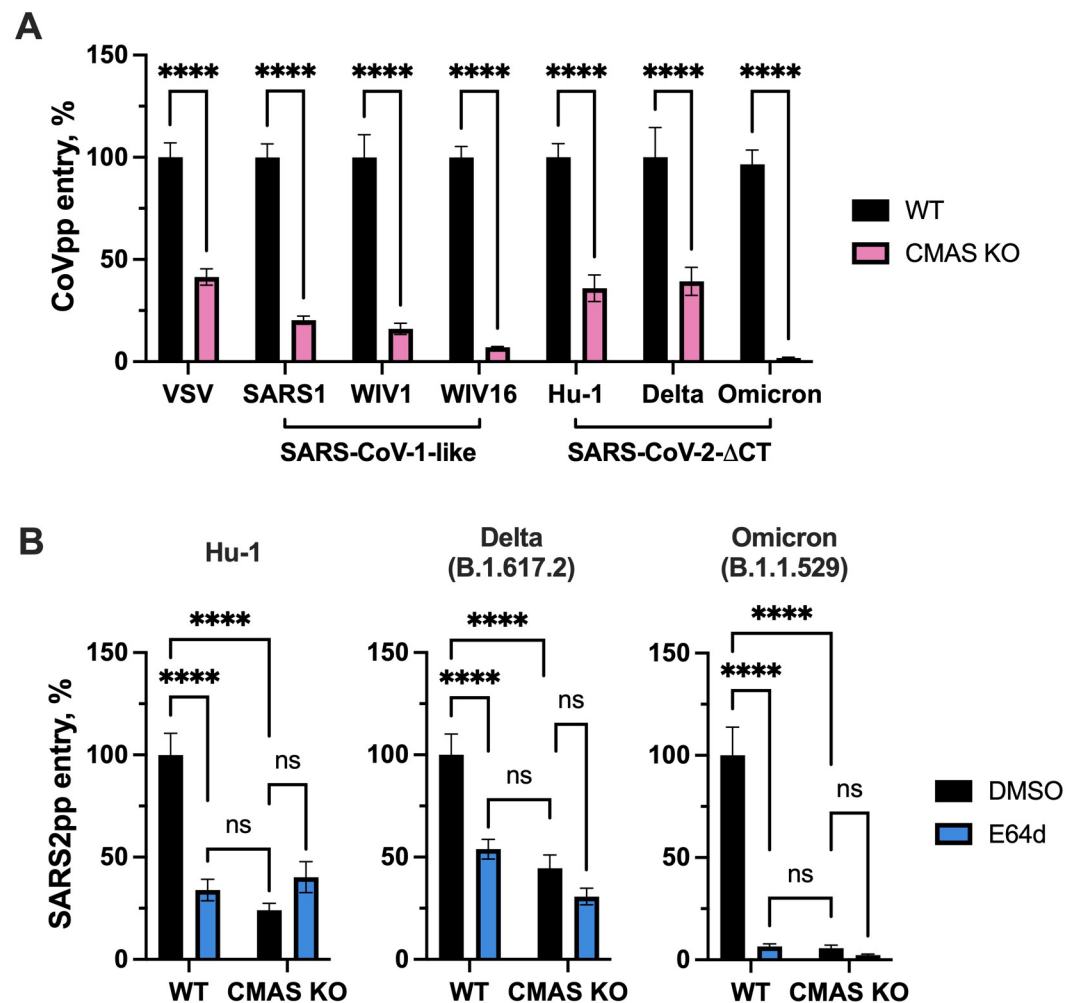 A
CoVpp entry, %
150
100
50
0
**** **** **** **** **** **** ****
VSV SARS1 WIV1 WIV16 Hu-1 Delta Omicron
SARS-CoV-1-like SARS-CoV-2-ΔCT
WT
CMAS KO
B
Hu-1
Delta
(B.1.617.2)
Omicron
(B.1.1.529)
SARS2pp entry, %
150
100
50
0
****
****
ns
ns
WT CMAS KO
150
100
50
0
****
****
ns
ns
WT CMAS KO
150
100
50
0
****
****
ns
ns
WT CMAS KO
DMSO
E64d